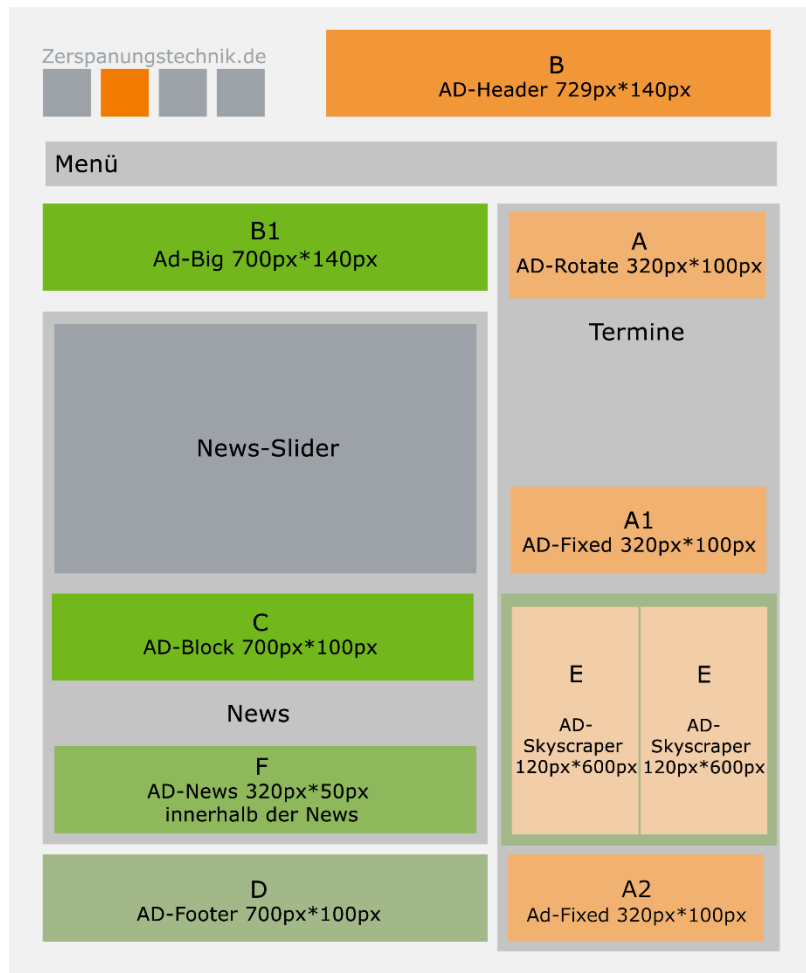 Zerspanungstechnik.de
B
AD-Header 729px*140px
Menü
B1
Ad-Big 700px*140px
A
AD-Rotate 320px*100px
Termine
News-Slider
A1
AD-Fixed 320px*100px
C
AD-Block 700px*100px
News
F
AD-News 320px*50px
innerhalb der News
E
AD-
Skyscraper
120px*600px
E
AD-
Skyscraper
120px*600px
D
AD-Footer 700px*100px
A2
Ad-Fixed 320px*100px